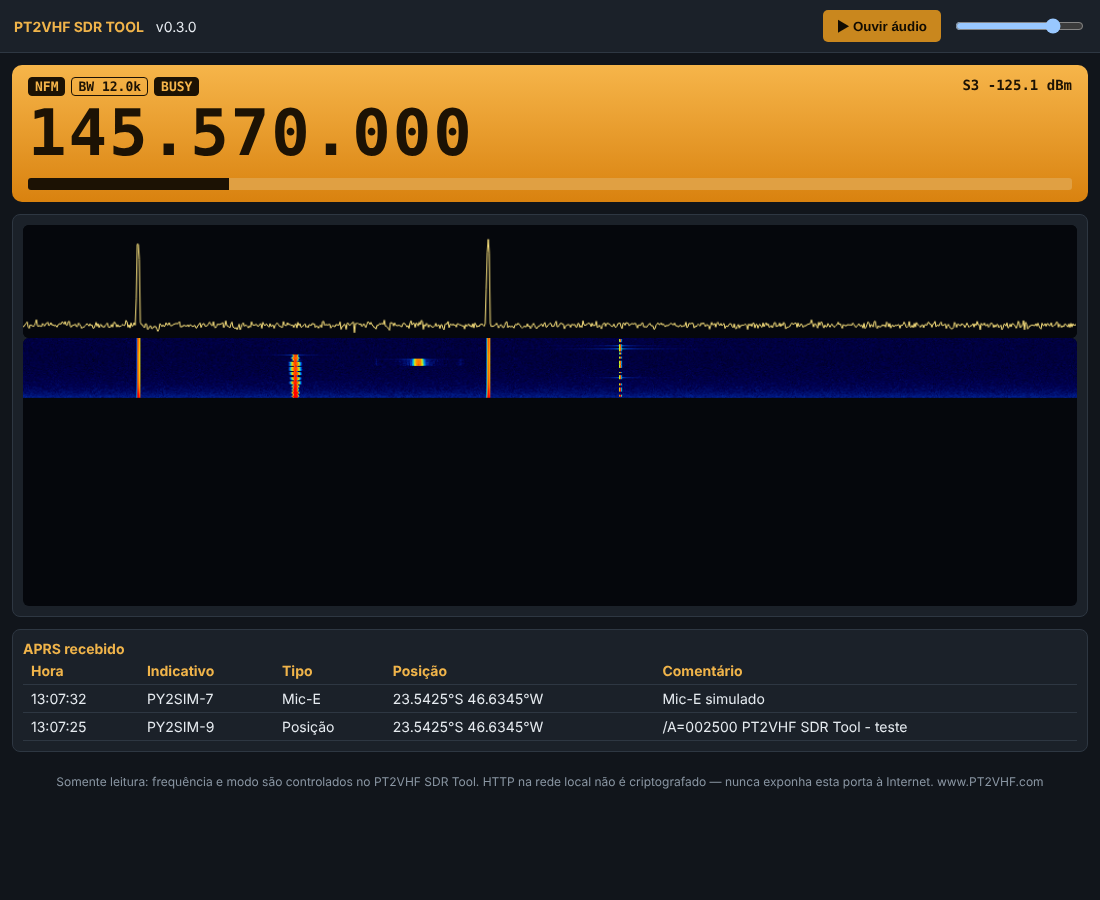 PT2VHF SDR TOOL v0.3.0 ▶ Ouvir áudio
NFM BW 12.0k BUSY S3 -125.1 dBm
145.570.000
APRS recebido
Hora Indicativo Tipo Posição Comentário
13:07:32 PY2SIM-7 Mic-E 23.5425°S 46.6345°W Mic-E simulado
13:07:25 PY2SIM-9 Posição 23.5425°S 46.6345°W /A=002500 PT2VHF SDR Tool - teste
Somente leitura: frequência e modo são controlados no PT2VHF SDR Tool. HTTP na rede local não é criptografado — nunca exponha esta porta à Internet. www.PT2VHF.com